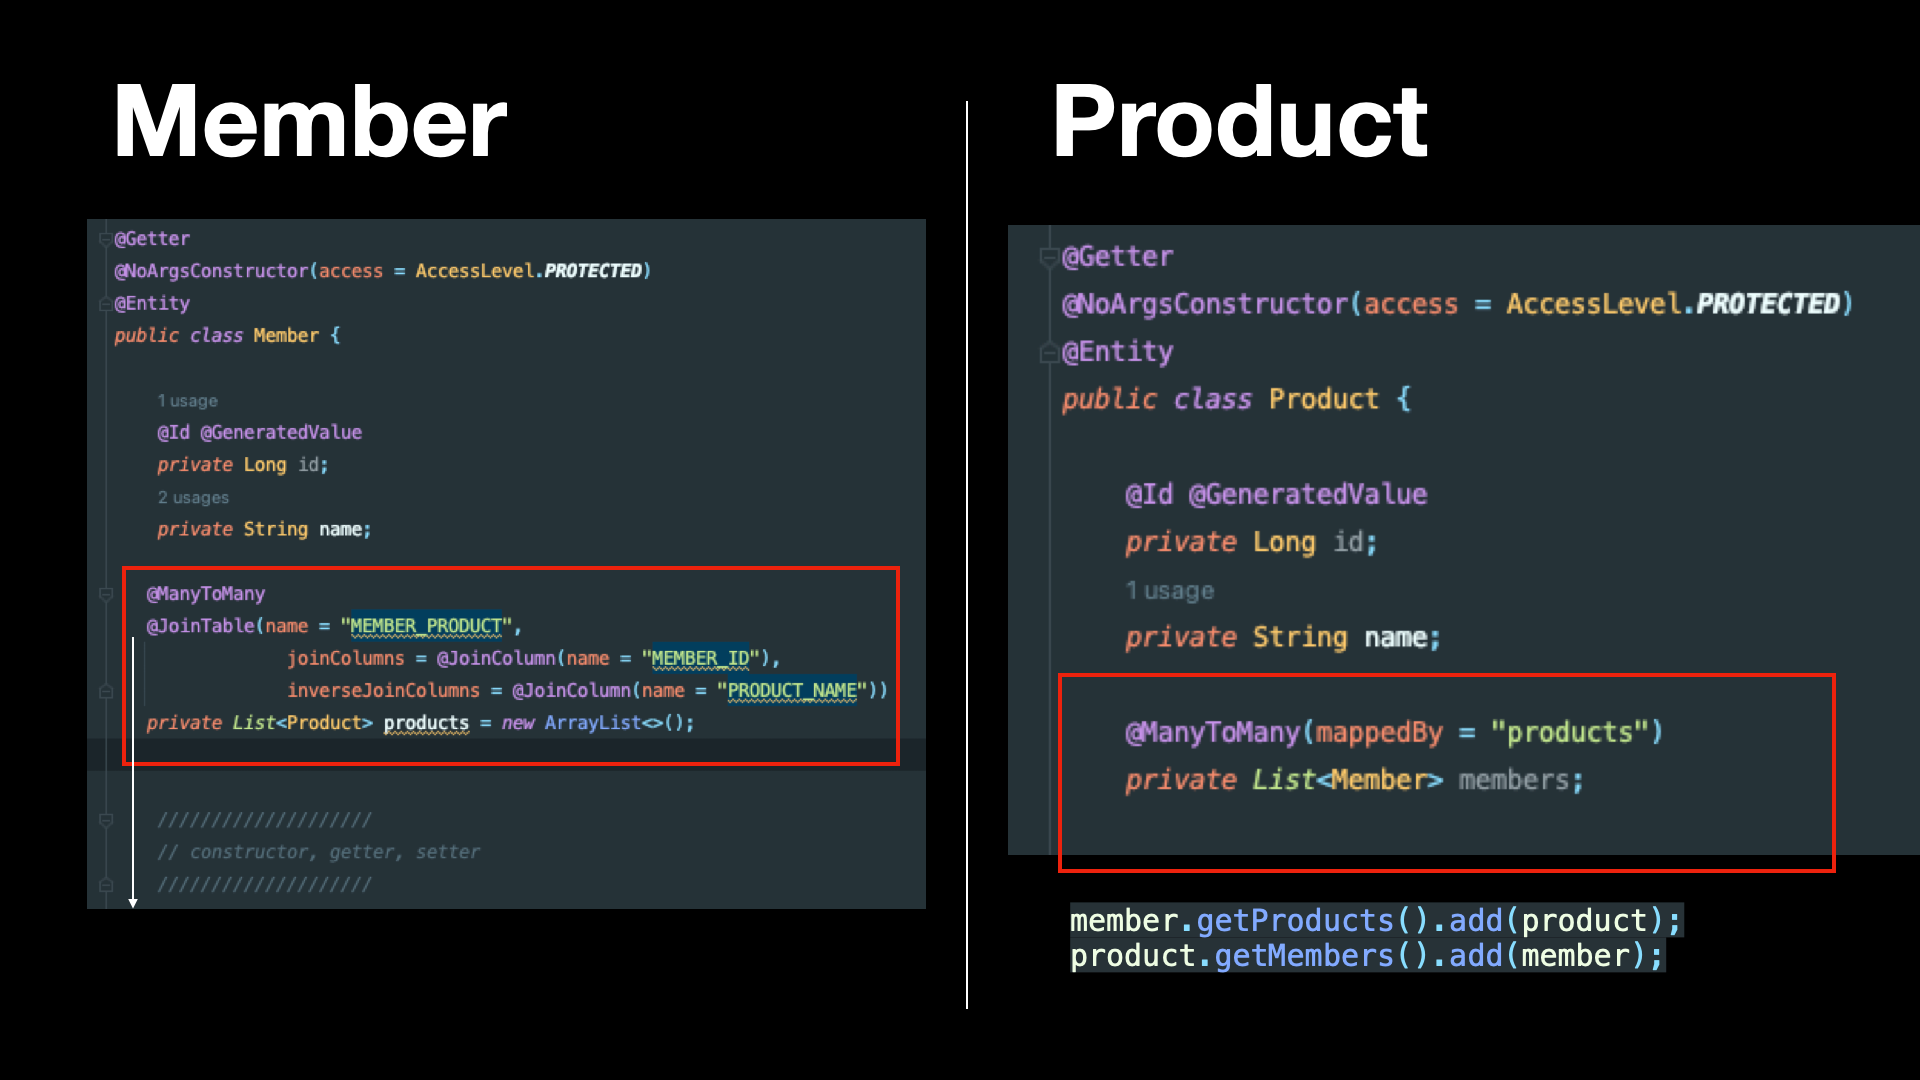 Member
@Getter
@NoArgsConstructor(access = AccessLevel.PROTECTED)
@Entity
public class Member {
1 usage
@Id @GeneratedValue
private Long id;
2 usages
private String name;
@ManyToMany
@JoinTable(name = "MEMBER_PRODUCT",
joinColumns = @JoinColumn(name = "MEMBER_ID"),
inverseJoinColumns = @JoinColumn(name = "PRODUCT_NAME"))
private List<Product> products = new ArrayList<>();
////////////////////
// constructor, getter, setter
////////////////////
Product
@Getter
@NoArgsConstructor(access = AccessLevel.PROTECTED)
@Entity
public class Product {
@Id @GeneratedValue
private Long id;
1 usage
private String name;
@ManyToMany(mappedBy = "products")
private List<Member> members;
member.getProducts().add(product);
product.getMembers().add(member);